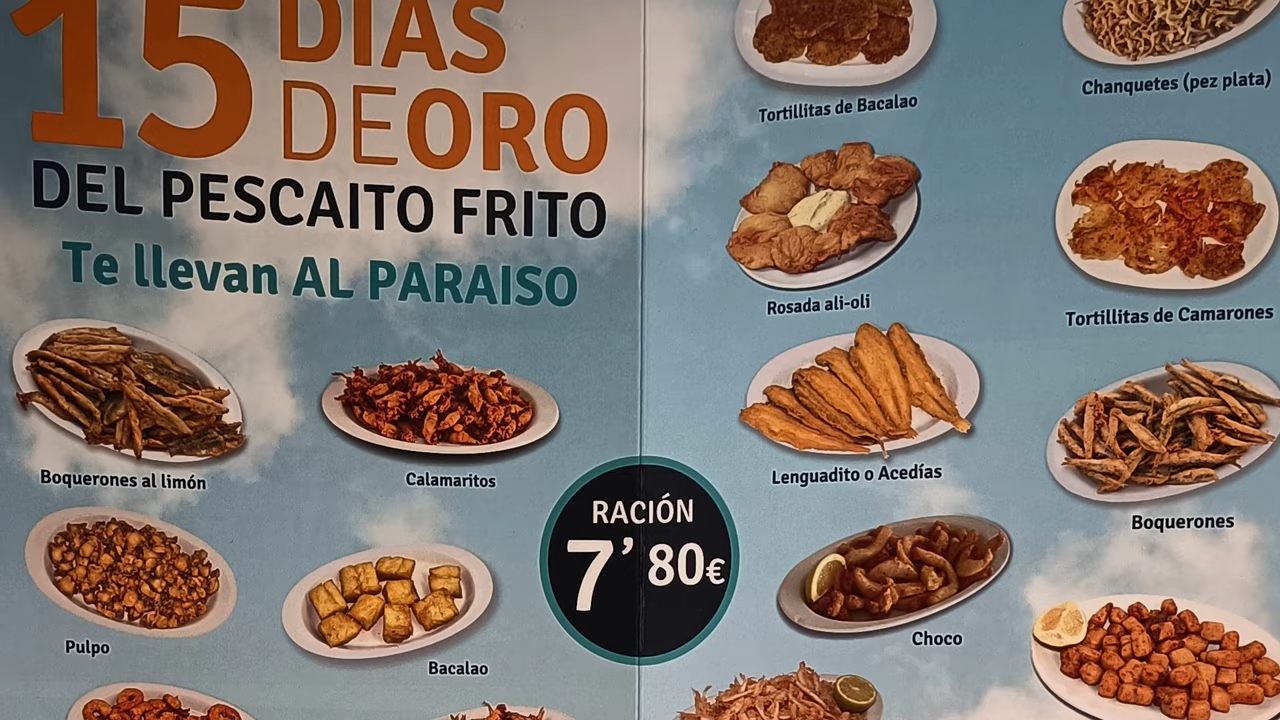 15 DÍAS
DE ORO
DEL PESCAITO FRITO
Te llevan AL PARAISO
Boquerones al limón
Calamaritos
Pulpo
Bacalao
RACIÓN
7'80€
Tortillitas de Bacalao
Chanquetes (pez plata)
Rosada ali-oli
Tortillitas de Camarones
Lenguadito o Acedías
Boquerones
Choco